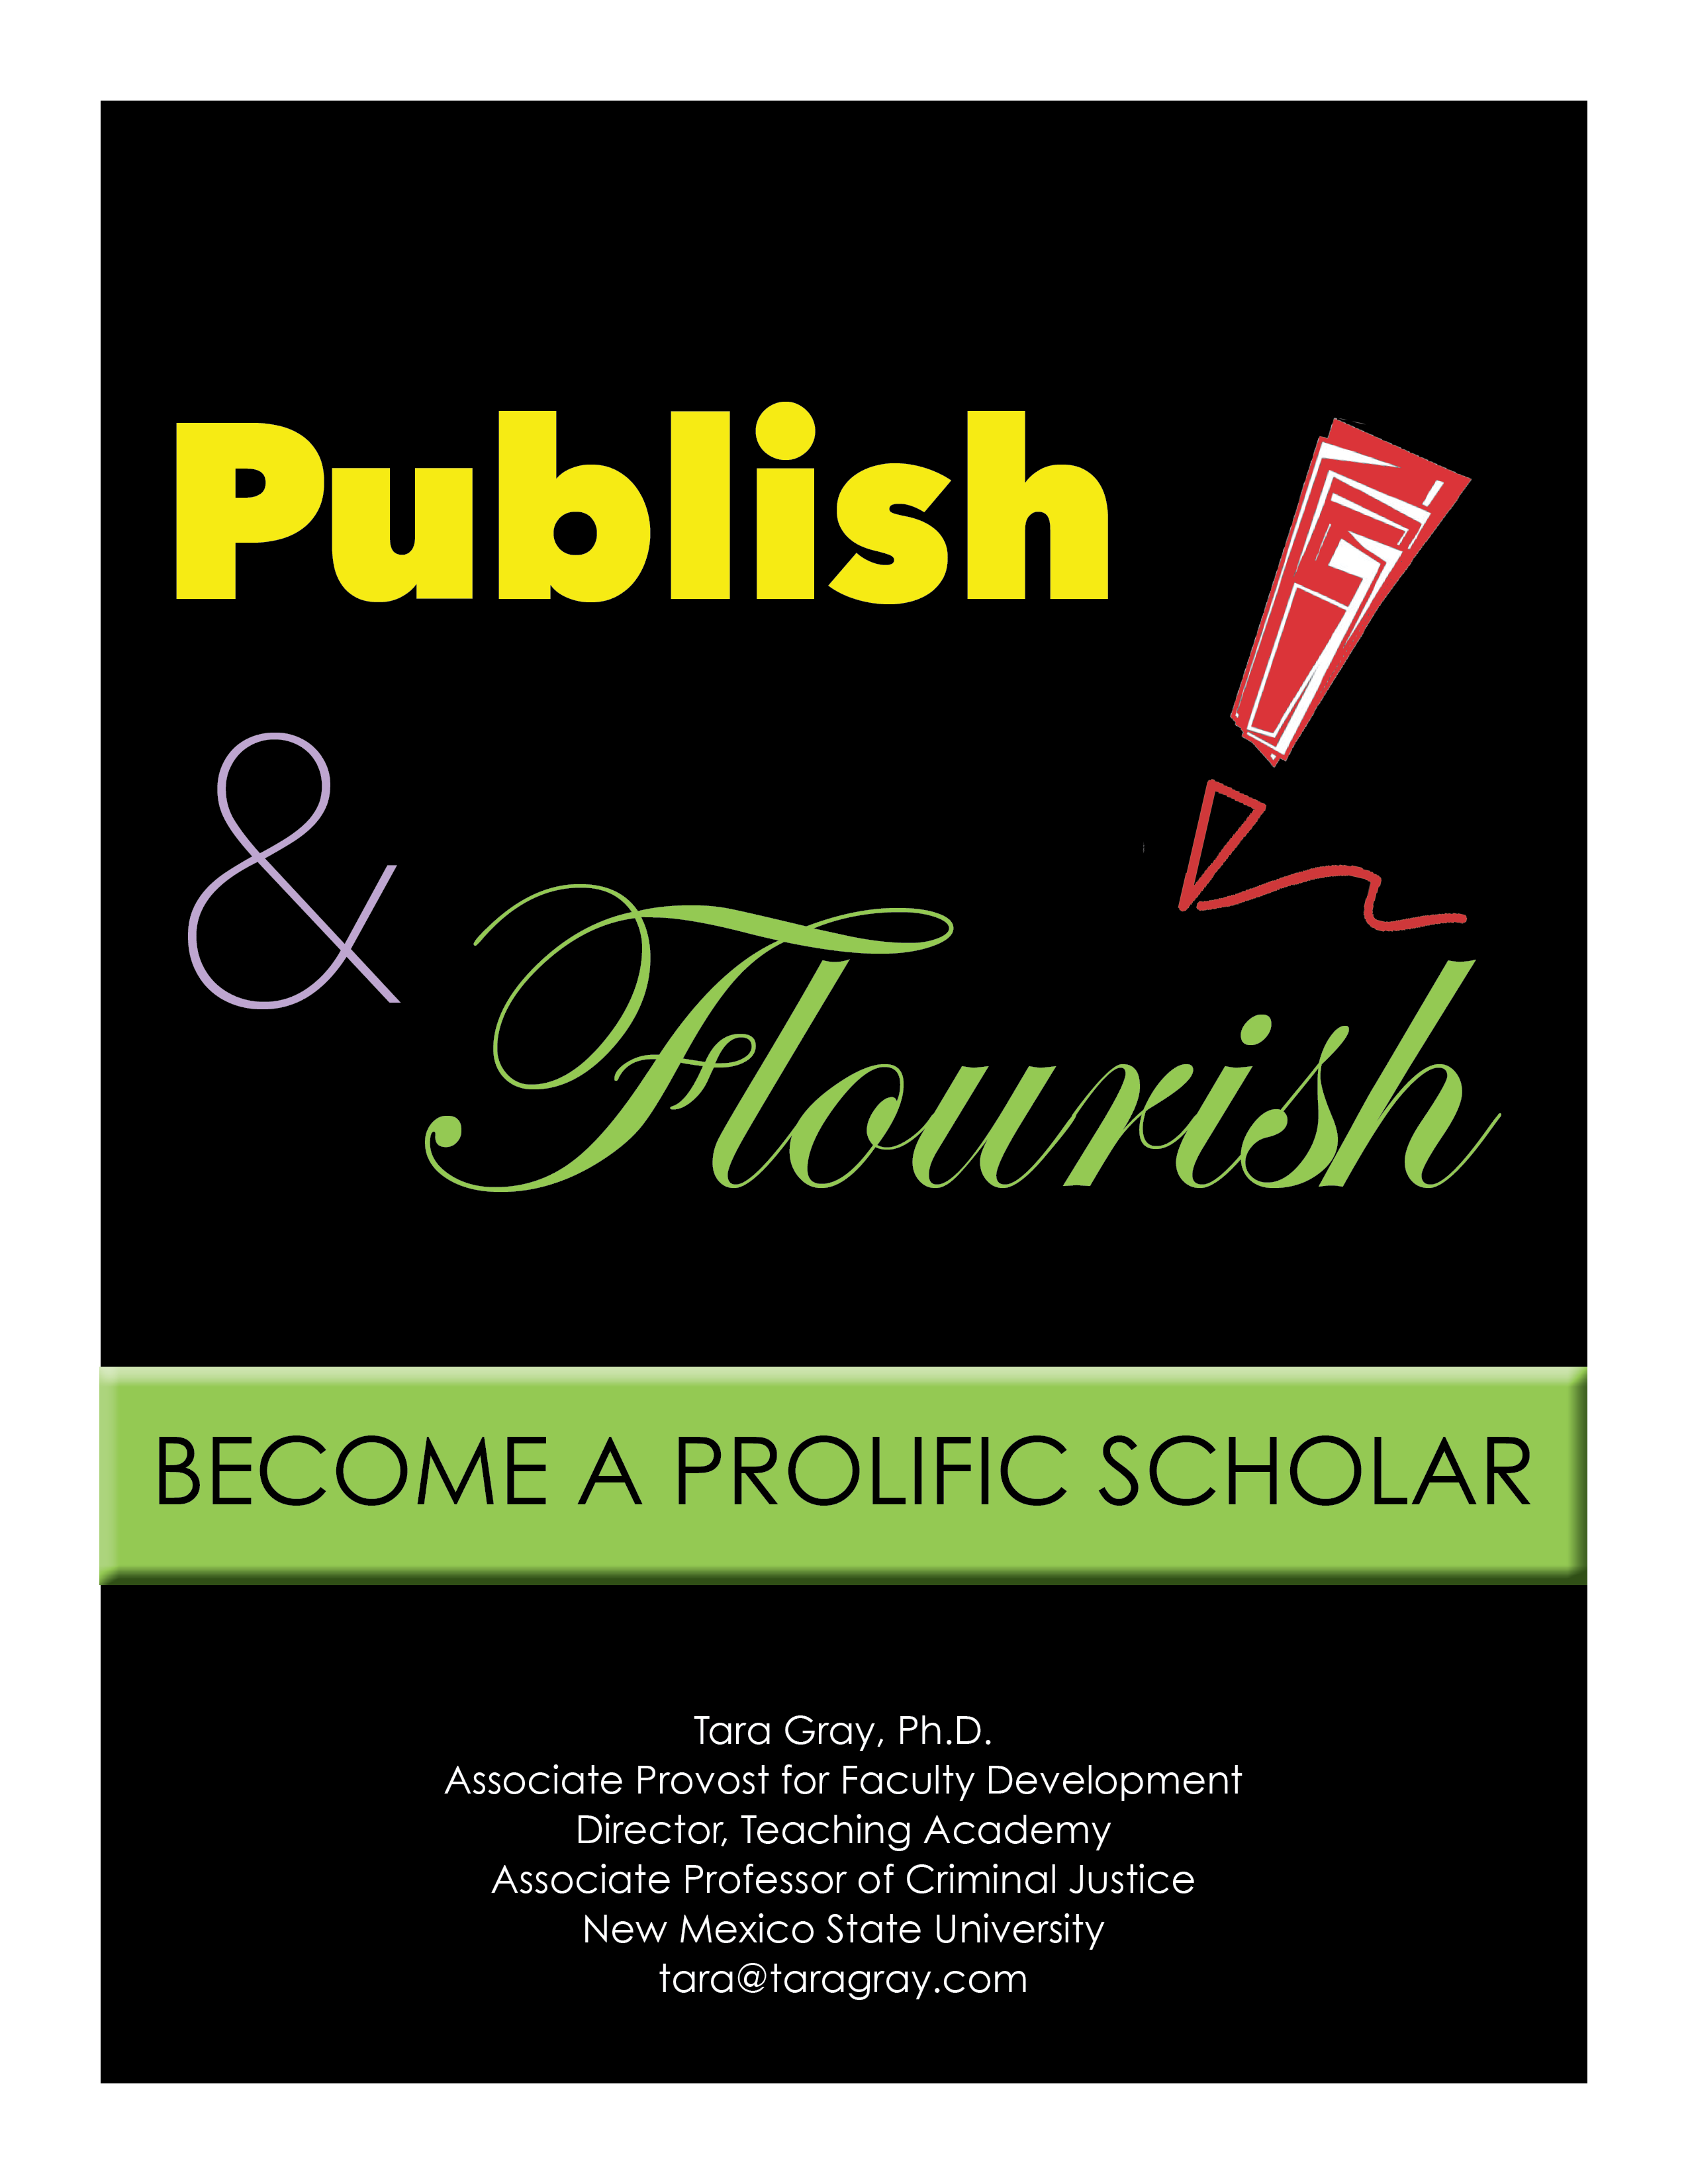 Publish
&
Flourish
BECOME A PROLIFIC SCHOLAR
Tara Gray, Ph.D.
Associate Provost for Faculty Development
Director, Teaching Academy
Associate Professor of Criminal Justice
New Mexico State University
tara@taragray.com